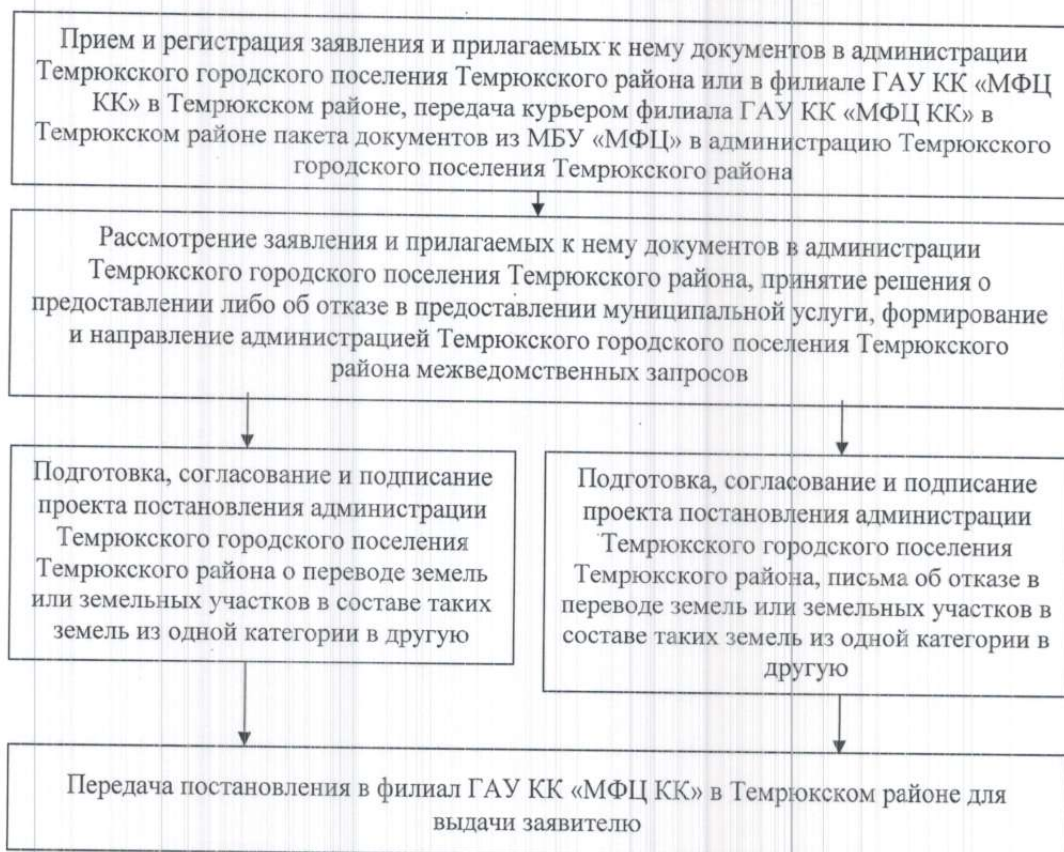 Прием и регистрация заявления и прилагаемых к нему документов в администрации
Темрюкского городского поселения Темрюкского района или в филиале ГАУ КК «МФЦ
КК» в Темрюкском районе, передача курьером филиала ГАУ КК «МФЦ КК» в
Темрюкском районе пакета документов из МБУ «МФЦ» в администрацию Темрюкского
городского поселения Темрюкского района
Рассмотрение заявления и прилагаемых к нему документов в администрации
Темрюкского городского поселения Темрюкского района, принятие решения о
предоставлении либо об отказе в предоставлении муниципальной услуги, формирование
и направление администрацией Темрюкского городского поселения Темрюкского
района межведомственных запросов
Подготовка, согласование и подписание
проекта постановления администрации
Темрюкского городского поселения
Темрюкского района о переводе земель
или земельных участков в составе таких
земель из одной категории в другую
Подготовка, согласование и подписание
проекта постановления администрации
Темрюкского городского поселения
Темрюкского района, письма об отказе в
переводе земель или земельных участков в
составе таких земель из одной категории в
другую
Передача постановления в филиал ГАУ КК «МФЦ КК» в Темрюкском районе для
выдачи заявителю